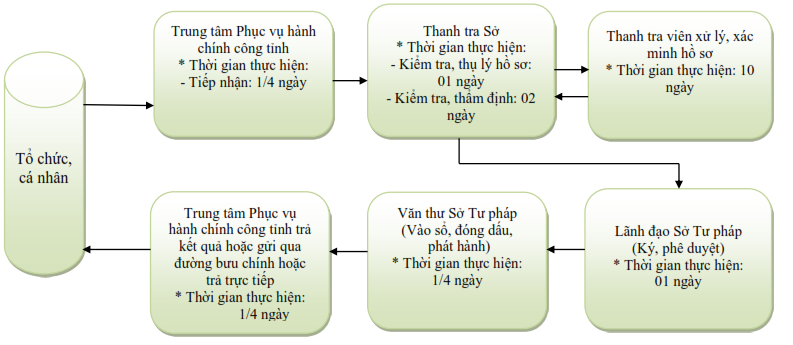 Tổ chức,
cá nhân
Trung tâm Phục vụ hành
chính công tỉnh
* Thời gian thực hiện:
- Tiếp nhận: 1/4 ngày
Thanh tra Sở
* Thời gian thực hiện:
- Kiểm tra, thụ lý hồ sơ:
01 ngày
- Kiểm tra, thẩm định: 02
ngày
Thanh tra viên xử lý, xác
minh hồ sơ
* Thời gian thực hiện: 10
ngày
Lãnh đạo Sở Tư pháp
(Ký, phê duyệt)
* Thời gian thực hiện:
01 ngày
Văn thư Sở Tư pháp
(Vào sổ, đóng dấu,
phát hành)
* Thời gian thực hiện:
1/4 ngày
Trung tâm Phục vụ
hành chính công tỉnh trả
kết quả hoặc gửi qua
đường bưu chính hoặc
trả trực tiếp
* Thời gian thực hiện:
1/4 ngày